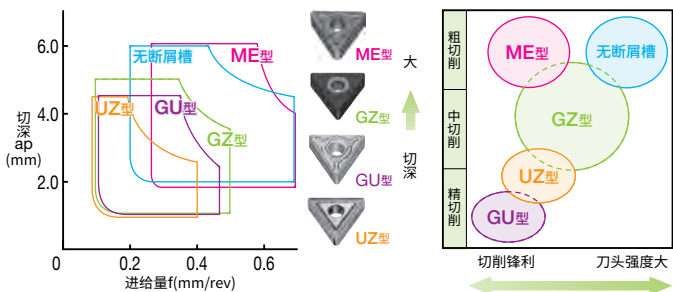 6.0
4.0
2.0
切深
ap
(mm)
无断屑槽
ME型
UZ型
GU型
GZ型
0
0.2
0.4
0.6
进给量f(mm/rev)
ME型
GZ型
GU型
UZ型
大
切深
粗切削
中切削
精切削
ME型
无断屑槽
GZ型
UZ型
GU型
切削锋利
刀头强度大